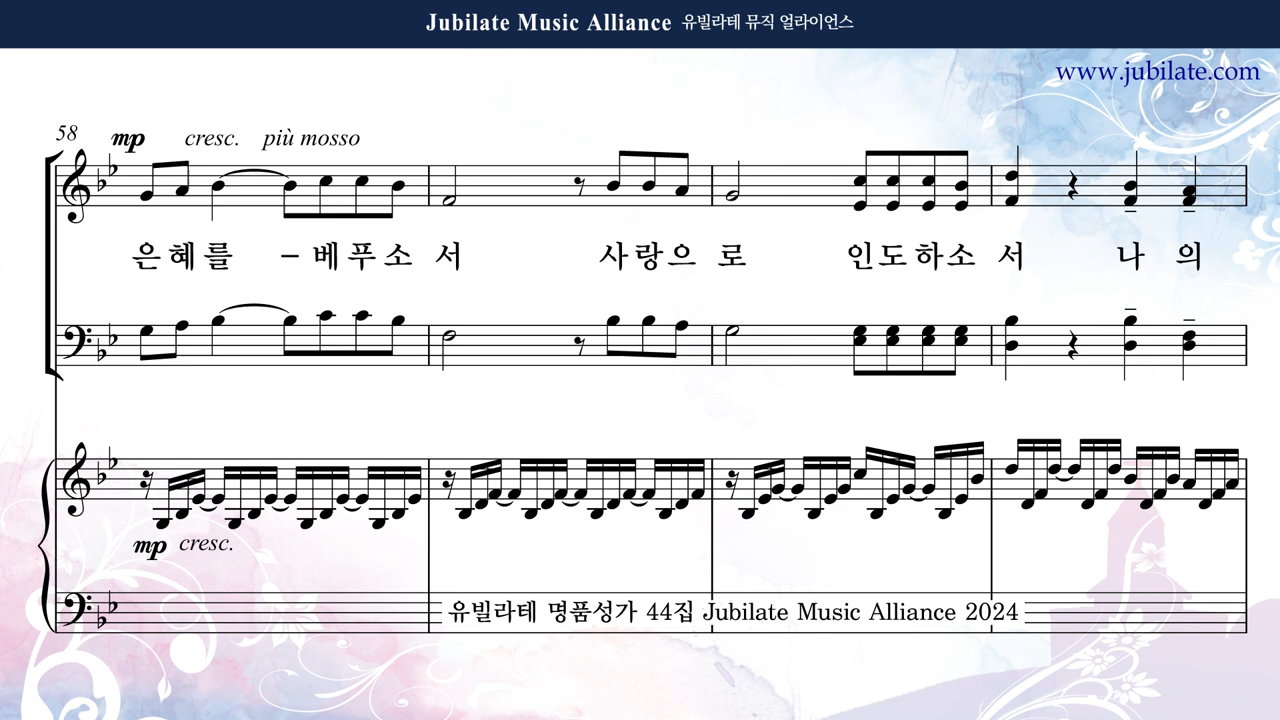 Jubilate Music Alliance 유빌라테 뮤직 얼라이언스
www.jubilate.com
58 mp cresc. più mosso
은혜를 – 베푸소서 사랑으로 인도하소서 나의
mp cresc.
유빌라테 명품성가 44집 Jubilate Music Alliance 2024